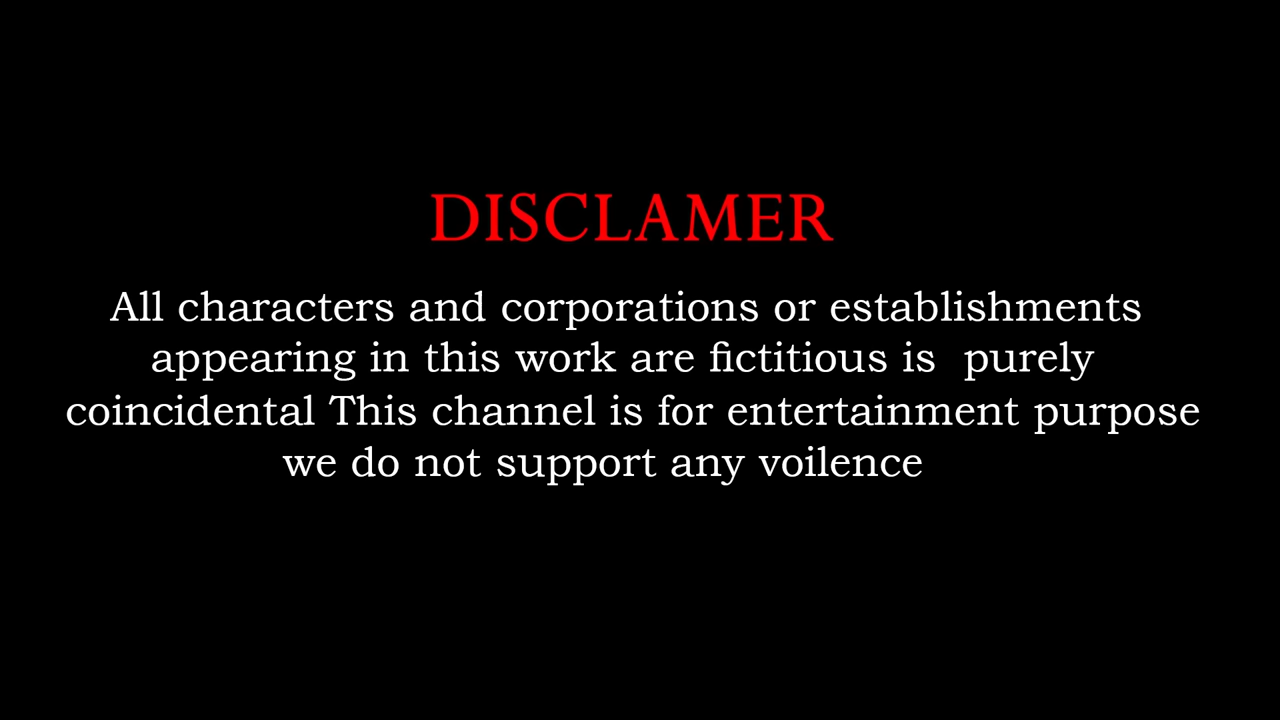 DISCLAMER
All characters and corporations or establishments
appearing in this work are fictitious is  purely
coincidental This channel is for entertainment purpose
we do not support any voilence